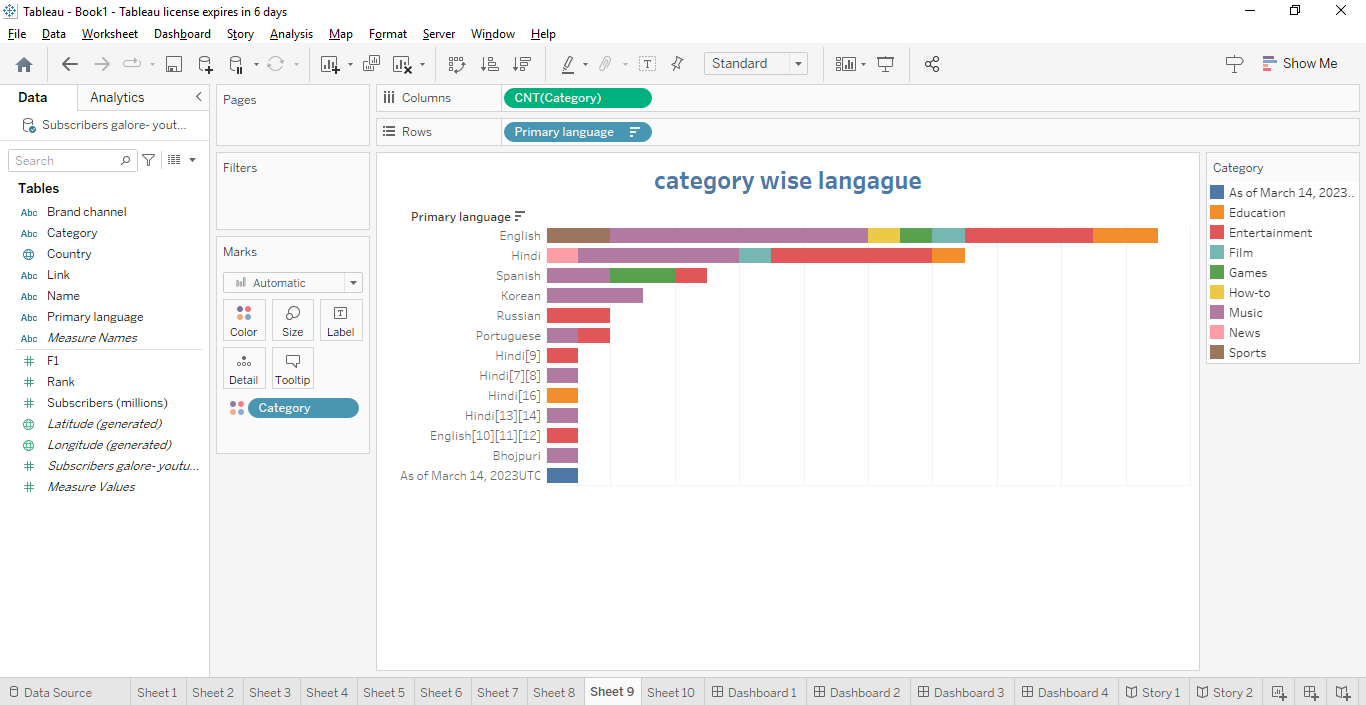 Tableau - Book1 - Tableau license expires in 6 days
File Data Worksheet Dashboard Story Analysis Map Format Server Window Help
Standard
Show Me
Data Analytics
Subscribers galore- yout...
Search
Tables
Abc Brand channel
Abc Category
Country
Abc Link
Abc Name
Abc Primary language
Abc Measure Names
# F1
# Rank
# Subscribers (millions)
Latitude (generated)
Longitude (generated)
# Subscribers galore- youtu...
# Measure Values
Pages
Filters
Marks
Automatic
Color Size Label
Detail Tooltip
Category
Columns CNT(Category)
Rows Primary language
category wise langague
Primary language
English
Hindi
Spanish
Korean
Russian
Portuguese
Hindi[9]
Hindi[7][8]
Hindi[16]
Hindi[13][14]
English[10][11][12]
Bhojpuri
As of March 14, 2023UTC
Category
As of March 14, 2023..
Education
Entertainment
Film
Games
How-to
Music
News
Sports
Data Source Sheet 1 Sheet 2 Sheet 3 Sheet 4 Sheet 5 Sheet 6 Sheet 7 Sheet 8 Sheet 9 Sheet 10 Dashboard 1 Dashboard 2 Dashboard 3 Dashboard 4 Story 1 Story 2